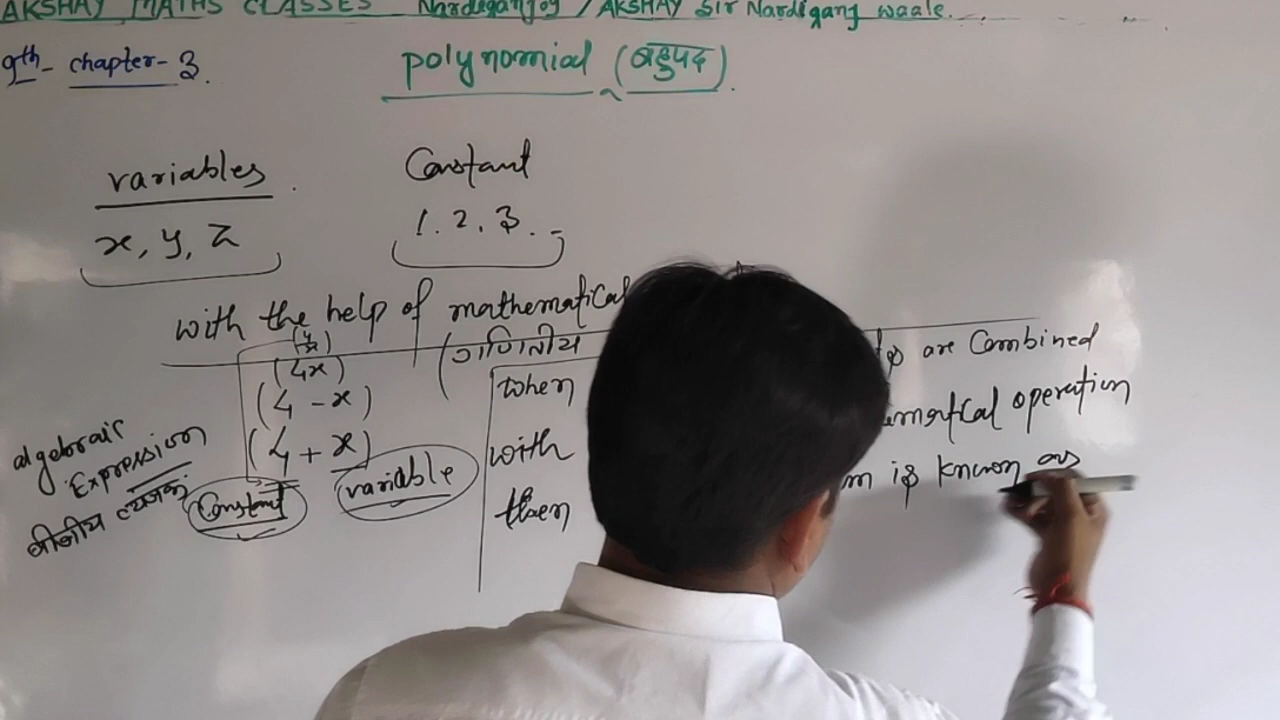 AKSHAY MATHS CLASSES Nardiganj / AKSHAY Sir Nardigang waale.
9th - chapter - 3.
polynomial (बहुपद).
variables
Constant
x, y, z
1. 2. 3. . -
with the help of mathematical
(गणितीय
(4x)
(4 - x)
(4 + x)
Constant
variable
algebraic
Expression
बीजीय व्यंजक
when are Combined
with operation
then is known as